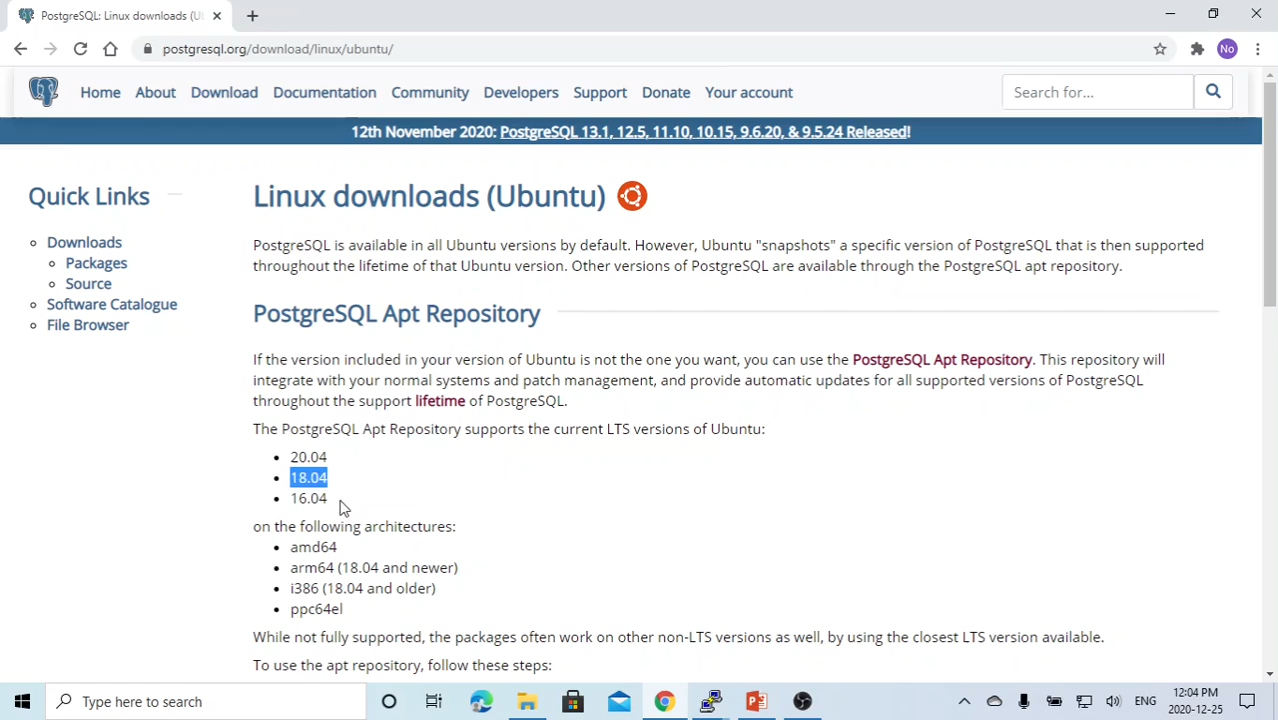 PostgreSQL: Linux downloads (U
postgresql.org/download/linux/ubuntu/
No
Home About Download Documentation Community Developers Support Donate Your account
Search for...
12th November 2020: PostgreSQL 13.1, 12.5, 11.10, 10.15, 9.6.20, & 9.5.24 Released!
Quick Links
Downloads
Packages
Source
Software Catalogue
File Browser
Linux downloads (Ubuntu)
PostgreSQL is available in all Ubuntu versions by default. However, Ubuntu "snapshots" a specific version of PostgreSQL that is then supported
throughout the lifetime of that Ubuntu version. Other versions of PostgreSQL are available through the PostgreSQL apt repository.
PostgreSQL Apt Repository
If the version included in your version of Ubuntu is not the one you want, you can use the PostgreSQL Apt Repository. This repository will
integrate with your normal systems and patch management, and provide automatic updates for all supported versions of PostgreSQL
throughout the support lifetime of PostgreSQL.
The PostgreSQL Apt Repository supports the current LTS versions of Ubuntu:
20.04
18.04
16.04
on the following architectures:
amd64
arm64 (18.04 and newer)
i386 (18.04 and older)
ppc64el
While not fully supported, the packages often work on other non-LTS versions as well, by using the closest LTS version available.
To use the apt repository, follow these steps:
Type here to search
ENG
12:04 PM
2020-12-25